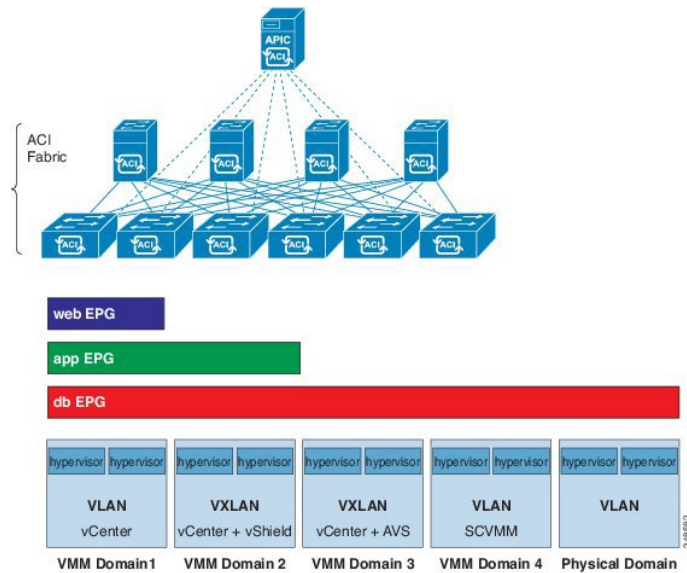 APIC
ACI
ACI
Fabric
ACI ACI ACI ACI
ACI ACI ACI ACI ACI ACI
web EPG
app EPG
db EPG
hypervisor hypervisor hypervisor hypervisor hypervisor hypervisor hypervisor hypervisor hypervisor hypervisor
VLAN VXLAN VXLAN VLAN VLAN
vCenter vCenter + vShield vCenter + AVS SCVMM
VMM Domain1 VMM Domain 2 VMM Domain 3 VMM Domain 4 Physical Domain